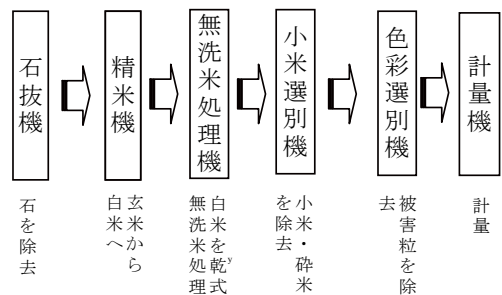 石抜機
精米機
無洗米処理機
小米選別機
色彩選別機
計量機
石を除去
玄米から
白米へ
白米を乾式y
無洗米処理
小米・砕米
を除去
被害粒を除
去
計量